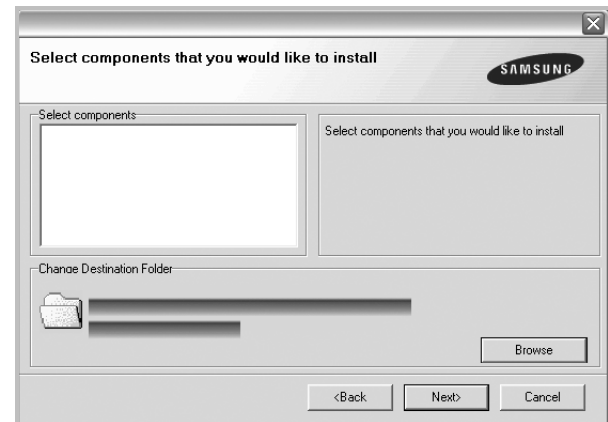 Select components that you would like to install
SAMSUNG
Select components
Select components that you would like to install
Change Destination Folder
Browse
<Back
Next>
Cancel